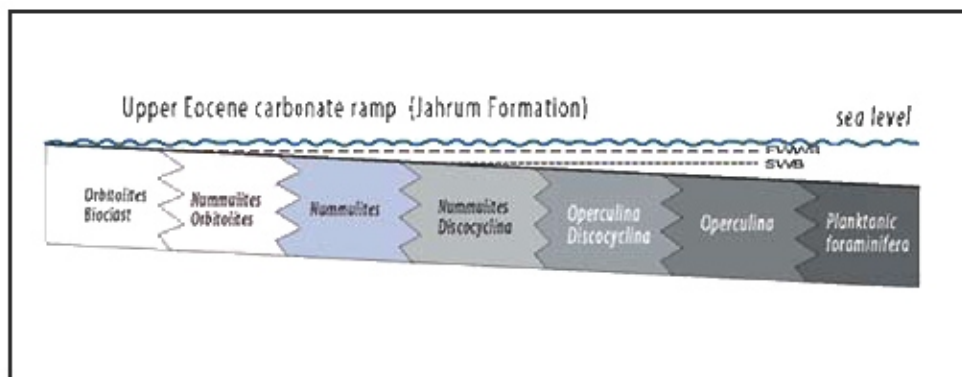 Upper Eocene carbonate ramp (Jahrum Formation)
sea level
FWWB
SWB
Orbitolites
Bioclast
Nummulites
Orbitolites
Nummulites
Nummulites
Discocyclina
Operculina
Discocyclina
Operculina
Planktonic
foraminifera